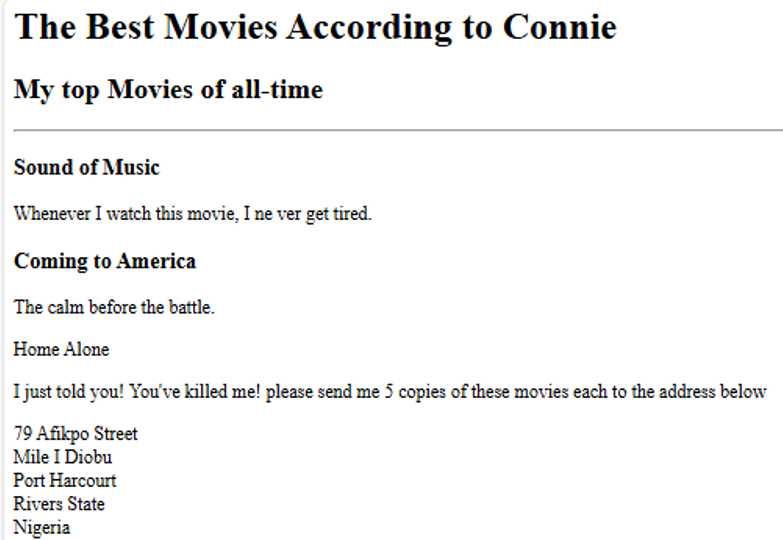 The Best Movies According to Connie
My top Movies of all-time
Sound of Music
Whenever I watch this movie, I ne ver get tired.
Coming to America
The calm before the battle.
Home Alone
I just told you! You've killed me! please send me 5 copies of these movies each to the address below
79 Afikpo Street
Mile I Diobu
Port Harcourt
Rivers State
Nigeria